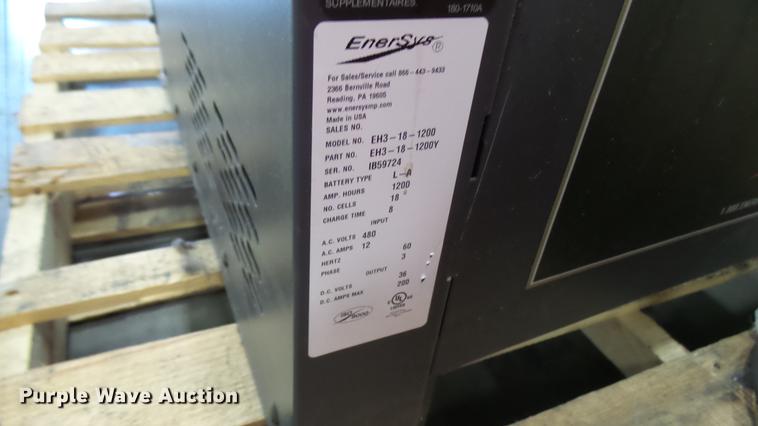 SUPPLEMENTAIRES.
180-1710A
EnerSys
For Sales/Service call 866-443-9433
2366 Bernville Road
Reading, PA 19605
www.enersysmp.com
Made in USA
SALES NO.
MODEL NO. EH3-18-1200
PART NO. EH3-18-1200Y
SER. NO. IB59724
BATTERY TYPE L-A
AMP. HOURS 1200
NO. CELLS 18
CHARGE TIME 8
INPUT
A.C. VOLTS 480
A.C. AMPS 12
HERTZ 60
PHASE 3
OUTPUT
D.C. VOLTS 36
D.C. AMPS MAX 200
ISO 9000
UL
Purple Wave Auction